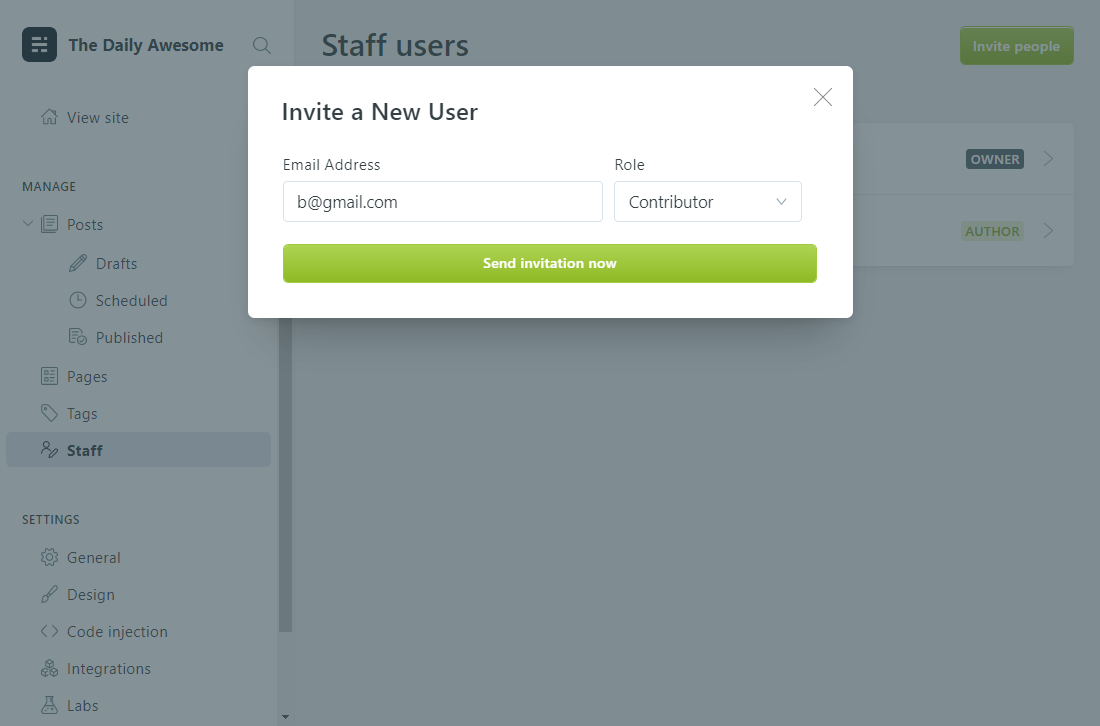 The Daily Awesome
Staff users
Invite people
View site
MANAGE
Posts
Drafts
Scheduled
Published
Pages
Tags
Staff
SETTINGS
General
Design
Code injection
Integrations
Labs
Invite a New User
Email Address
Role
b@gmail.com
Contributor
Send invitation now
OWNER
AUTHOR